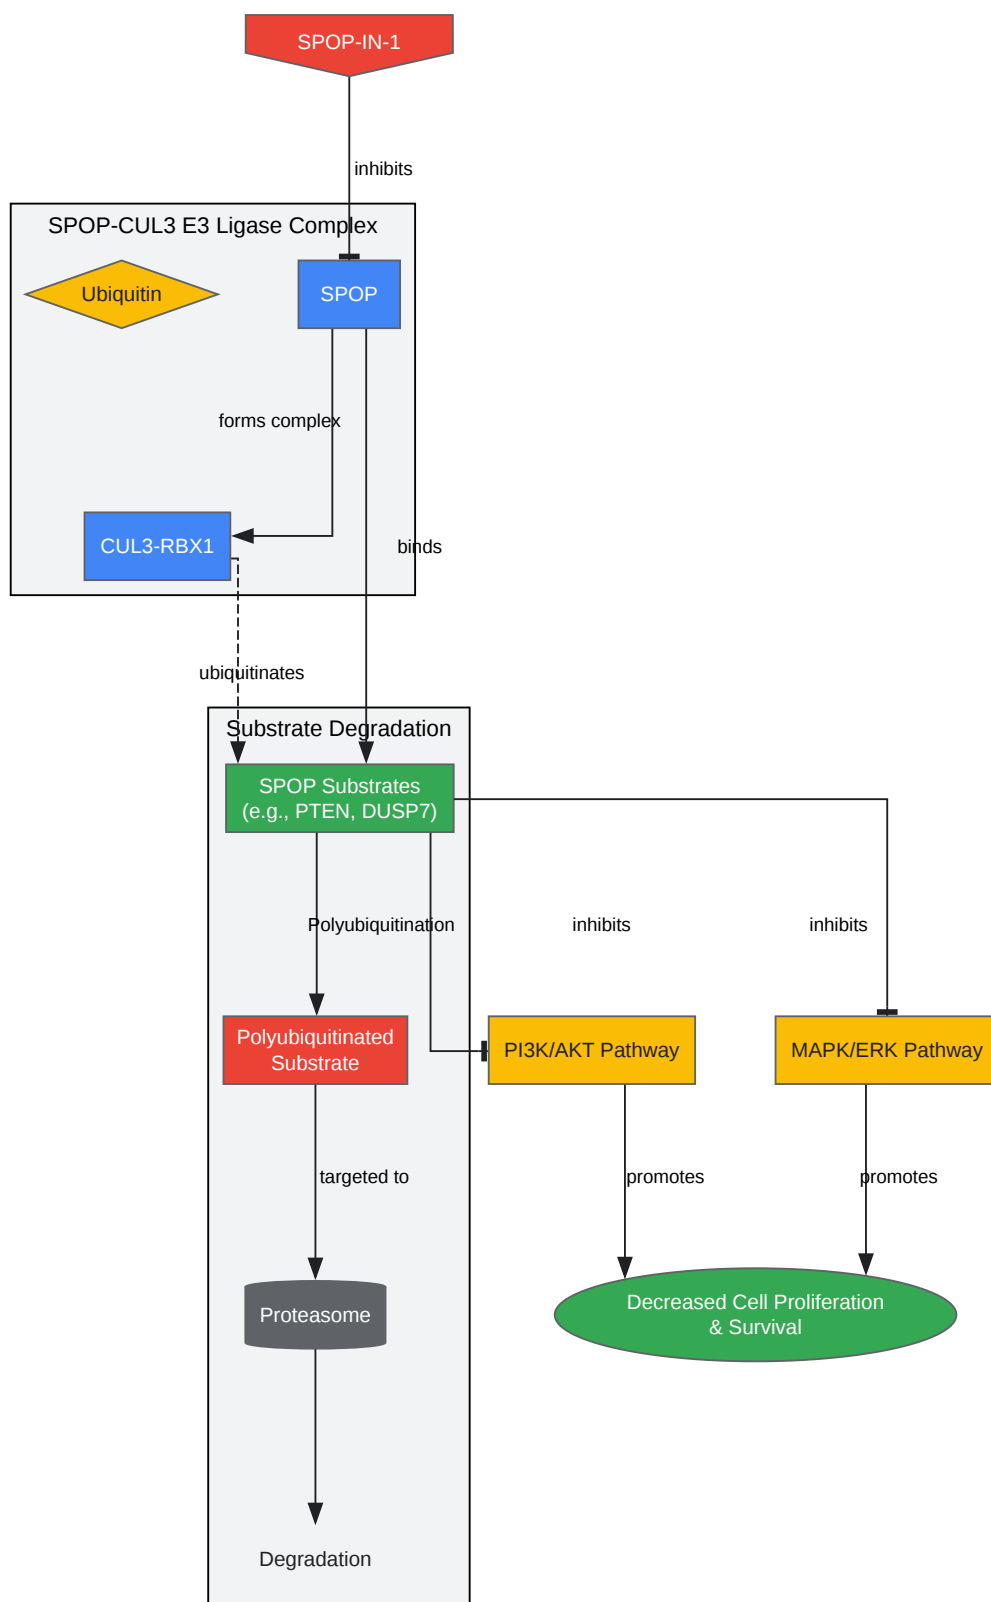 SPOP-IN-1
inhibits
SPOP-CUL3 E3 Ligase Complex
Ubiquitin
SPOP
forms complex
CUL3-RBX1
binds
ubiquitinates
Substrate Degradation
SPOP Substrates
(e.g., PTEN, DUSP7)
Polyubiquitination
inhibits
inhibits
Polyubiquitinated
Substrate
PI3K/AKT Pathway
MAPK/ERK Pathway
targeted to
promotes
promotes
Proteasome
Decreased Cell Proliferation
& Survival
Degradation